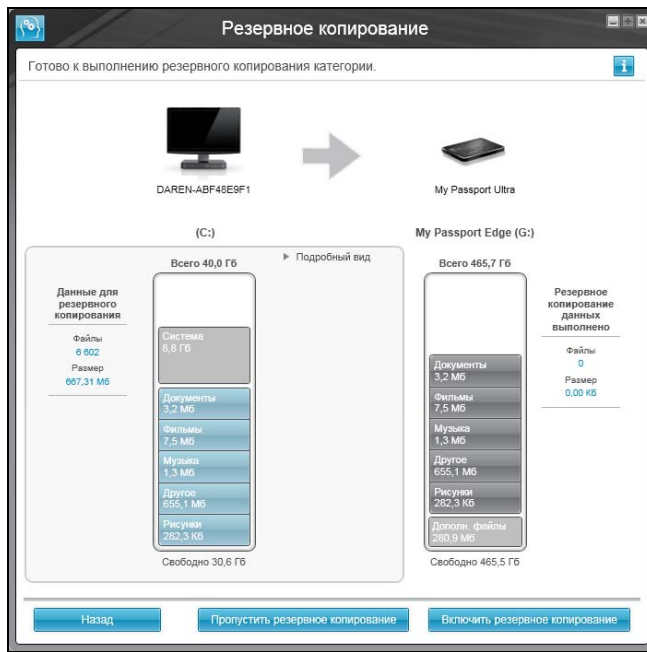 Резервное копирование
Готово к выполнению резервного копирования категории.
DAREN-ABF48E9F1
My Passport Ultra
(C:)
My Passport Edge (G:)
Всего 40,0 Гб
Подробный вид
Всего 465,7 Гб
Данные для
резервного
копирования
Файлы
6 602
Размер
667,31 Мб
Система
8,8 Гб
Документы
3,2 Мб
Фильмы
7,5 Мб
Музыка
1,3 Мб
Другое
655,1 Мб
Рисунки
282,3 Кб
Свободно 30,6 Гб
Документы
3,2 Мб
Фильмы
7,5 Мб
Музыка
1,3 Мб
Другое
655,1 Мб
Рисунки
282,3 Кб
Дополн. файлы
280,9 Мб
Свободно 465,5 Гб
Резервное
копирование
данных
выполнено
Файлы
0
Размер
0,00 Кб
Назад
Пропустить резервное копирование
Включить резервное копирование